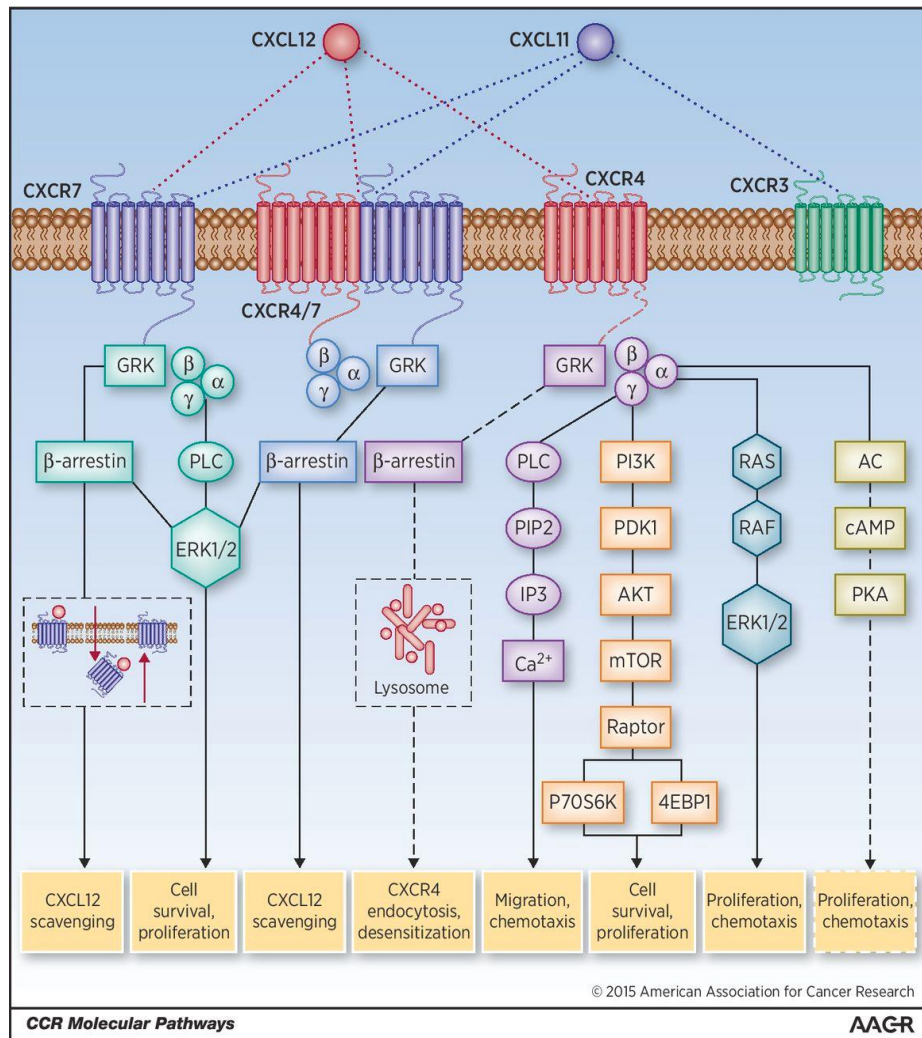 CXCL12
CXCL11
CXCR7
CXCR4
CXCR3
CXCR4/7
GRK
β
α
γ
β
α
γ
GRK
GRK
β
α
γ
β-arrestin
PLC
β-arrestin
β-arrestin
PLC
PI3K
RAS
AC
ERK1/2
PIP2
PDK1
RAF
cAMP
IP3
AKT
ERK1/2
PKA
Ca²⁺
mTOR
Lysosome
Raptor
P70S6K
4EBP1
CXCL12
scavenging
Cell
survival,
proliferation
CXCL12
scavenging
CXCR4
endocytosis,
desensitization
Migration,
chemotaxis
Cell
survival,
proliferation
Proliferation,
chemotaxis
Proliferation,
chemotaxis
© 2015 American Association for Cancer Research
CCR Molecular Pathways
AACR